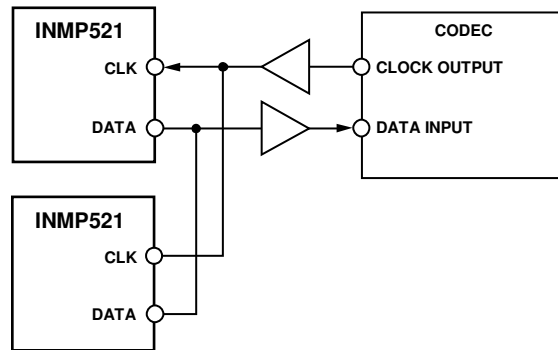 INMP521
CLK
DATA
CODEC
CLOCK OUTPUT
DATA INPUT
INMP521
CLK
DATA